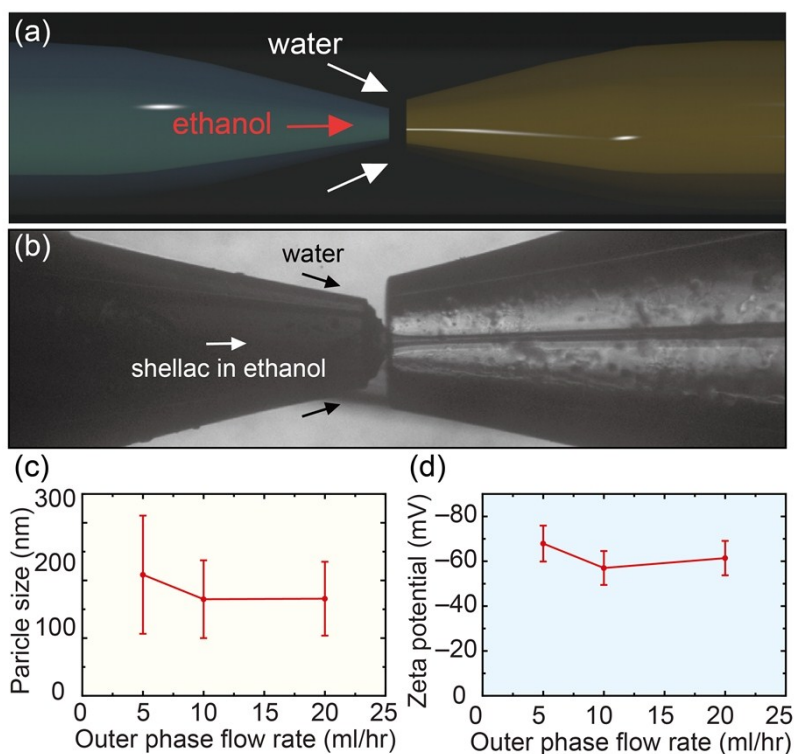 (a)
water
ethanol
(b)
water
shellac in ethanol
(c)
300
200
100
0
0 5 10 15 20 25
Paricle size (nm)
Outer phase flow rate (ml/hr)
(d)
−80
−60
−40
−20
0
0 5 10 15 20 25
Zeta potential (mV)
Outer phase flow rate (ml/hr)